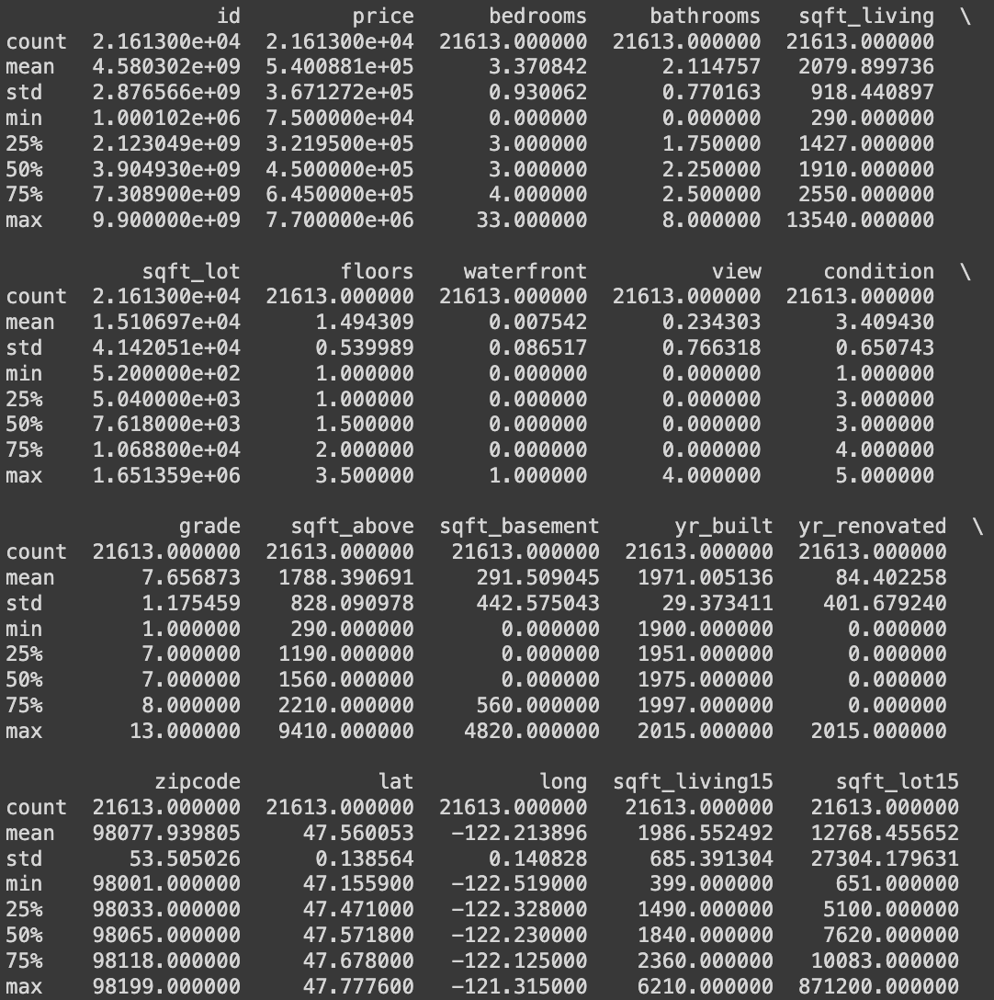 id         price      bedrooms     bathrooms   sqft_living  \
count  2.161300e+04  2.161300e+04  21613.000000  21613.000000  21613.000000
mean   4.580302e+09  5.400881e+05      3.370842      2.114757   2079.899736
std    2.876566e+09  3.671272e+05      0.930062      0.770163    918.440897
min    1.000102e+06  7.500000e+04      0.000000      0.000000    290.000000
25%    2.123049e+09  3.219500e+05      3.000000      1.750000   1427.000000
50%    3.904930e+09  4.500000e+05      3.000000      2.250000   1910.000000
75%    7.308900e+09  6.450000e+05      4.000000      2.500000   2550.000000
max    9.900000e+09  7.700000e+06     33.000000      8.000000  13540.000000

           sqft_lot        floors    waterfront          view     condition  \
count  2.161300e+04  21613.000000  21613.000000  21613.000000  21613.000000
mean   1.510697e+04      1.494309      0.007542      0.234303      3.409430
std    4.142051e+04      0.539989      0.086517      0.766318      0.650743
min    5.200000e+02      1.000000      0.000000      0.000000      1.000000
25%    5.040000e+03      1.000000      0.000000      0.000000      3.000000
50%    7.618000e+03      1.500000      0.000000      0.000000      3.000000
75%    1.068800e+04      2.000000      0.000000      0.000000      4.000000
max    1.651359e+06      3.500000      1.000000      4.000000      5.000000

              grade    sqft_above  sqft_basement      yr_built  yr_renovated  \
count  21613.000000  21613.000000   21613.000000  21613.000000  21613.000000
mean       7.656873   1788.390691     291.509045   1971.005136     84.402258
std        1.175459    828.090978     442.575043     29.373411    401.679240
min        1.000000    290.000000       0.000000   1900.000000      0.000000
25%        7.000000   1190.000000       0.000000   1951.000000      0.000000
50%        7.000000   1560.000000       0.000000   1975.000000      0.000000
75%        8.000000   2210.000000     560.000000   1997.000000      0.000000
max       13.000000   9410.000000    4820.000000   2015.000000   2015.000000

            zipcode           lat          long  sqft_living15     sqft_lot15
count  21613.000000  21613.000000  21613.000000   21613.000000   21613.000000
mean   98077.939805     47.560053   -122.213896    1986.552492   12768.455652
std       53.505026      0.138564      0.140828     685.391304   27304.179631
min    98001.000000     47.155900   -122.519000     399.000000     651.000000
25%    98033.000000     47.471000   -122.328000    1490.000000    5100.000000
50%    98065.000000     47.571800   -122.230000    1840.000000    7620.000000
75%    98118.000000     47.678000   -122.125000    2360.000000   10083.000000
max    98199.000000     47.777600   -121.315000    6210.000000  871200.000000